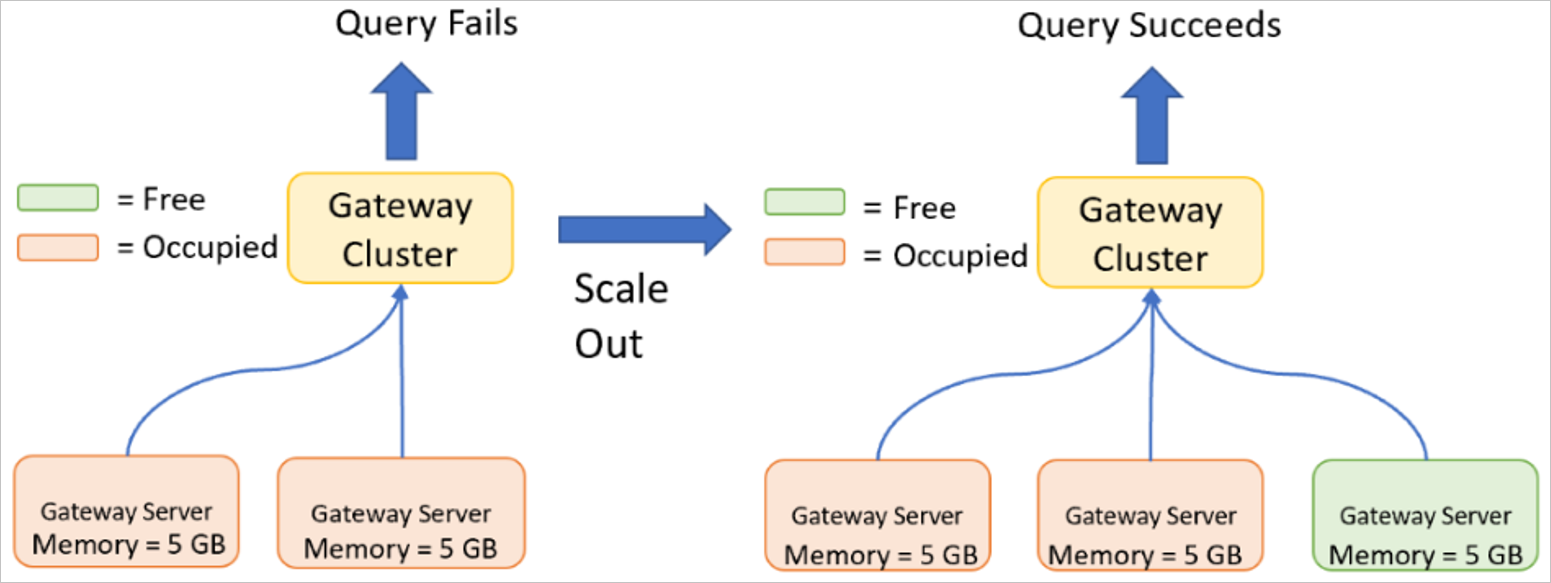 Query Fails
= Free
= Occupied
Gateway
Cluster
Gateway Server
Memory = 5 GB
Gateway Server
Memory = 5 GB
Scale
Out
Query Succeeds
= Free
= Occupied
Gateway
Cluster
Gateway Server
Memory = 5 GB
Gateway Server
Memory = 5 GB
Gateway Server
Memory = 5 GB